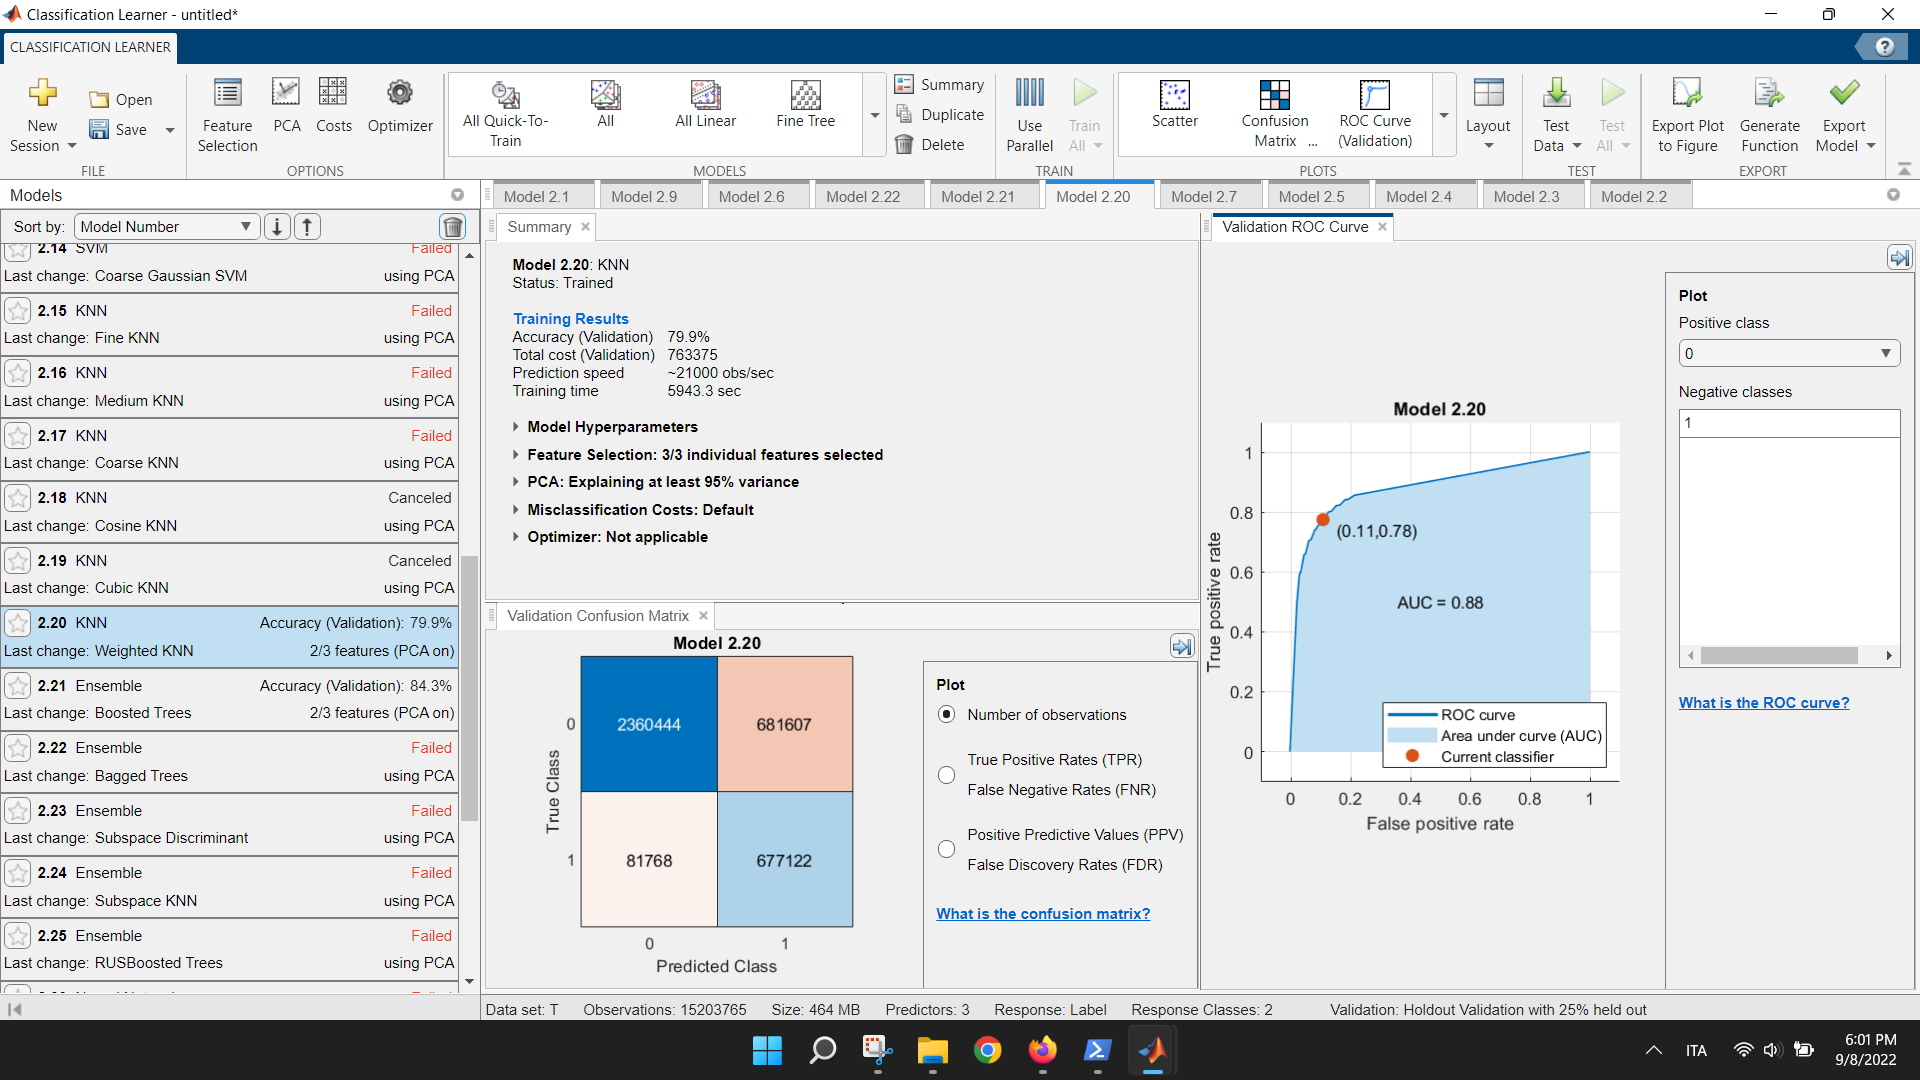 Classification Learner - untitled*
CLASSIFICATION LEARNER
New Session
Open
Save
FILE
Feature Selection
PCA
Costs
Optimizer
OPTIONS
All Quick-To-Train
All
All Linear
Fine Tree
Summary
Duplicate
Delete
MODELS
Use Parallel
Train All
TRAIN
Scatter
Confusion Matrix ...
ROC Curve (Validation)
PLOTS
Layout
Test Data
Test All
TEST
Export Plot to Figure
Generate Function
Export Model
EXPORT
Models
Sort by: Model Number
2.14 SVM Failed
Last change: Coarse Gaussian SVM using PCA
2.15 KNN Failed
Last change: Fine KNN using PCA
2.16 KNN Failed
Last change: Medium KNN using PCA
2.17 KNN Failed
Last change: Coarse KNN using PCA
2.18 KNN Canceled
Last change: Cosine KNN using PCA
2.19 KNN Canceled
Last change: Cubic KNN using PCA
2.20 KNN Accuracy (Validation): 79.9%
Last change: Weighted KNN 2/3 features (PCA on)
2.21 Ensemble Accuracy (Validation): 84.3%
Last change: Boosted Trees 2/3 features (PCA on)
2.22 Ensemble Failed
Last change: Bagged Trees using PCA
2.23 Ensemble Failed
Last change: Subspace Discriminant using PCA
2.24 Ensemble Failed
Last change: Subspace KNN using PCA
2.25 Ensemble Failed
Last change: RUSBoosted Trees using PCA
Model 2.1 Model 2.9 Model 2.6 Model 2.22 Model 2.21 Model 2.20 Model 2.7 Model 2.5 Model 2.4 Model 2.3 Model 2.2
Summary
Model 2.20: KNN
Status: Trained
Training Results
Accuracy (Validation) 79.9%
Total cost (Validation) 763375
Prediction speed ~21000 obs/sec
Training time 5943.3 sec
Model Hyperparameters
Feature Selection: 3/3 individual features selected
PCA: Explaining at least 95% variance
Misclassification Costs: Default
Optimizer: Not applicable
Validation Confusion Matrix
Model 2.20
True Class
0 2360444 681607
1 81768 677122
0 1
Predicted Class
Plot
Number of observations
True Positive Rates (TPR)
False Negative Rates (FNR)
Positive Predictive Values (PPV)
False Discovery Rates (FDR)
What is the confusion matrix?
Validation ROC Curve
Model 2.20
True positive rate
1
0.8
0.6
0.4
0.2
0
(0.11,0.78)
AUC = 0.88
ROC curve
Area under curve (AUC)
Current classifier
0 0.2 0.4 0.6 0.8 1
False positive rate
Plot
Positive class
0
Negative classes
1
What is the ROC curve?
Data set: T Observations: 15203765 Size: 464 MB Predictors: 3 Response: Label Response Classes: 2 Validation: Holdout Validation with 25% held out
ITA
6:01 PM
9/8/2022